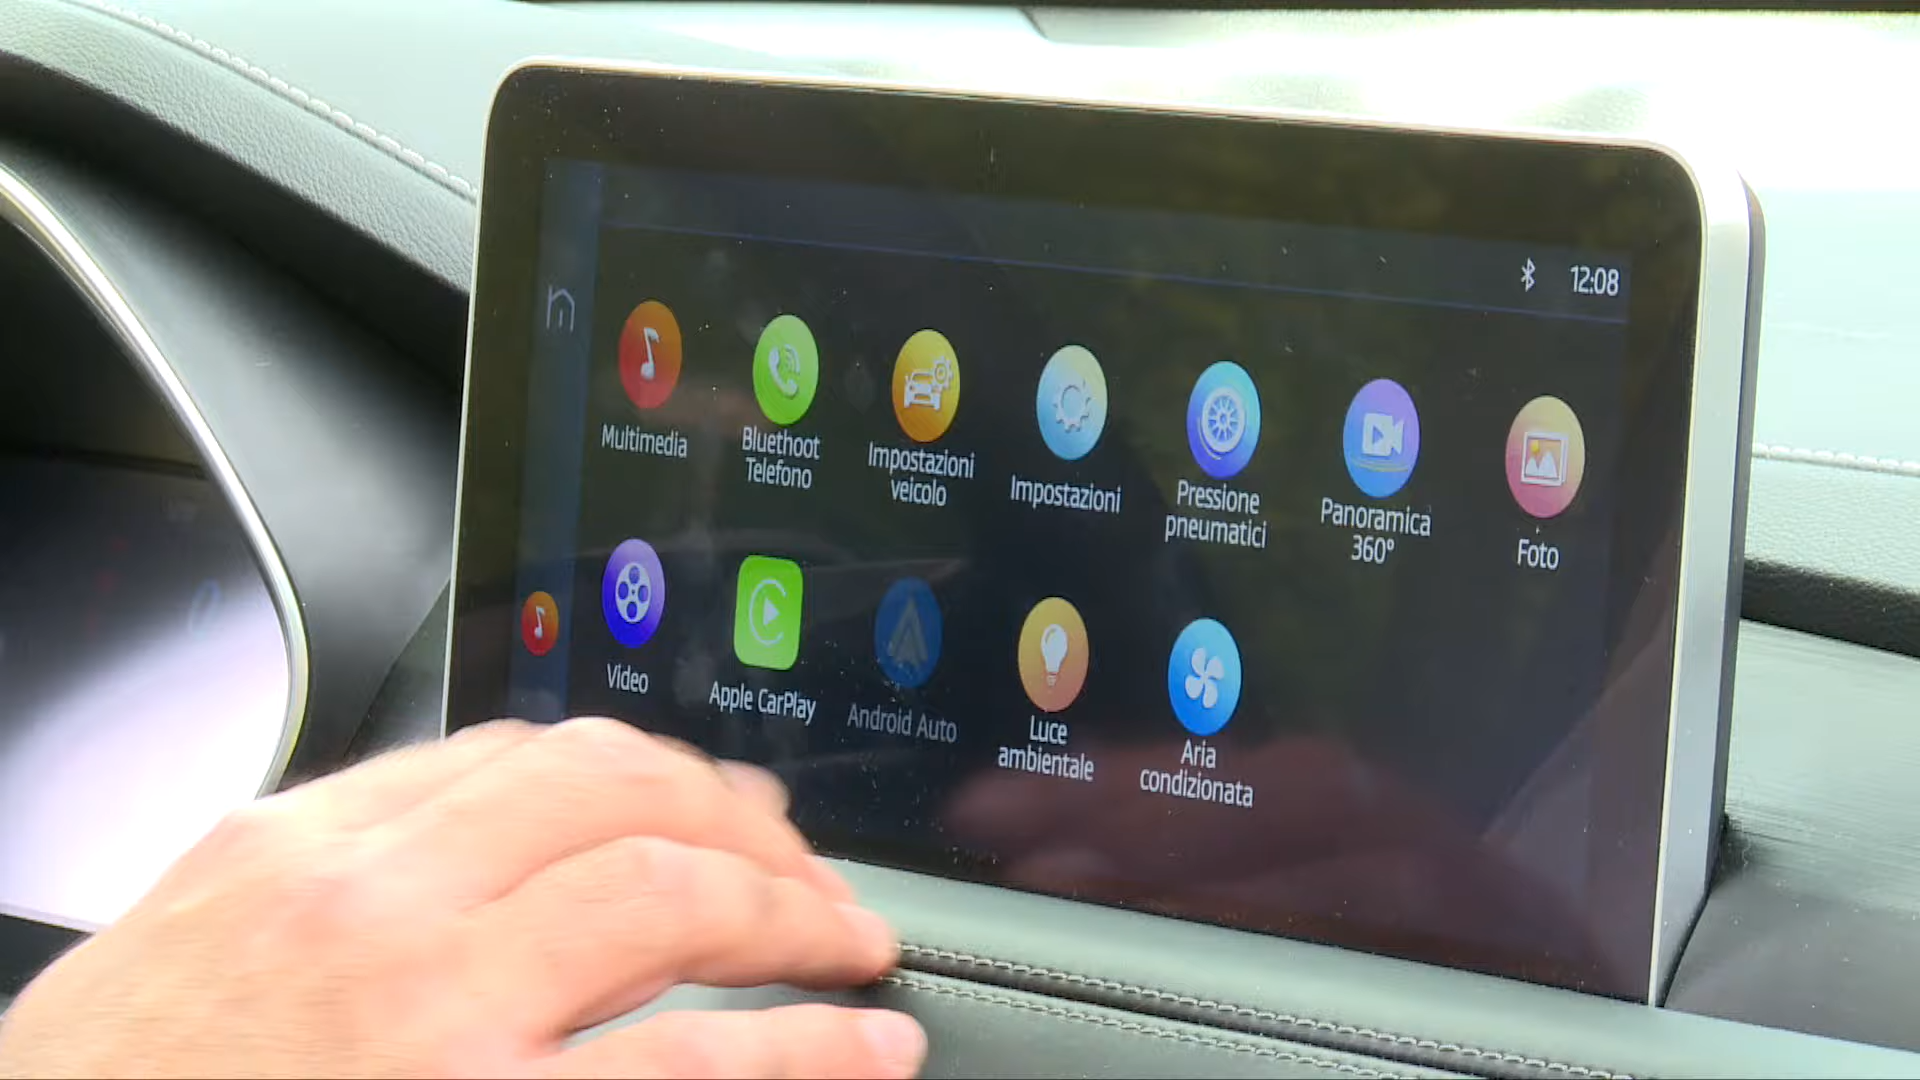 12:08
Multimedia
Bluethoot
Telefono
Impostazioni
veicolo
Impostazioni
Pressione
pneumatici
Panoramica
360°
Foto
Video
Apple CarPlay
Android Auto
Luce
ambientale
Aria
condizionata